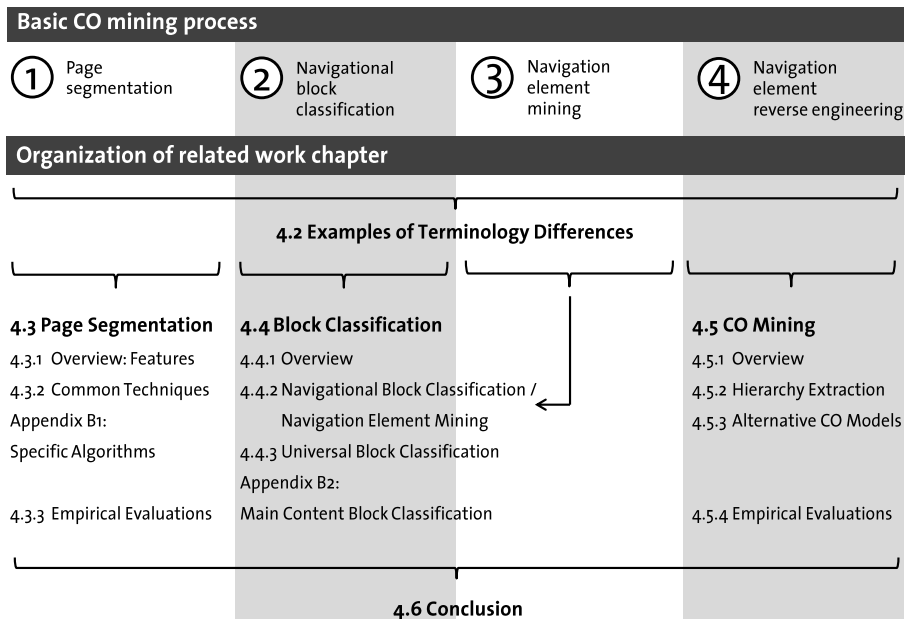 Basic CO mining process
1 Page
segmentation
2 Navigational
block
classification
3 Navigation
element
mining
4 Navigation
element
reverse engineering
Organization of related work chapter
4.2 Examples of Terminology Differences
4.3 Page Segmentation
4.3.1 Overview: Features
4.3.2 Common Techniques
Appendix B1:
Specific Algorithms
4.3.3 Empirical Evaluations
4.4 Block Classification
4.4.1 Overview
4.4.2 Navigational Block Classification /
Navigation Element Mining
4.4.3 Universal Block Classification
Appendix B2:
Main Content Block Classification
4.5 CO Mining
4.5.1 Overview
4.5.2 Hierarchy Extraction
4.5.3 Alternative CO Models
4.5.4 Empirical Evaluations
4.6 Conclusion